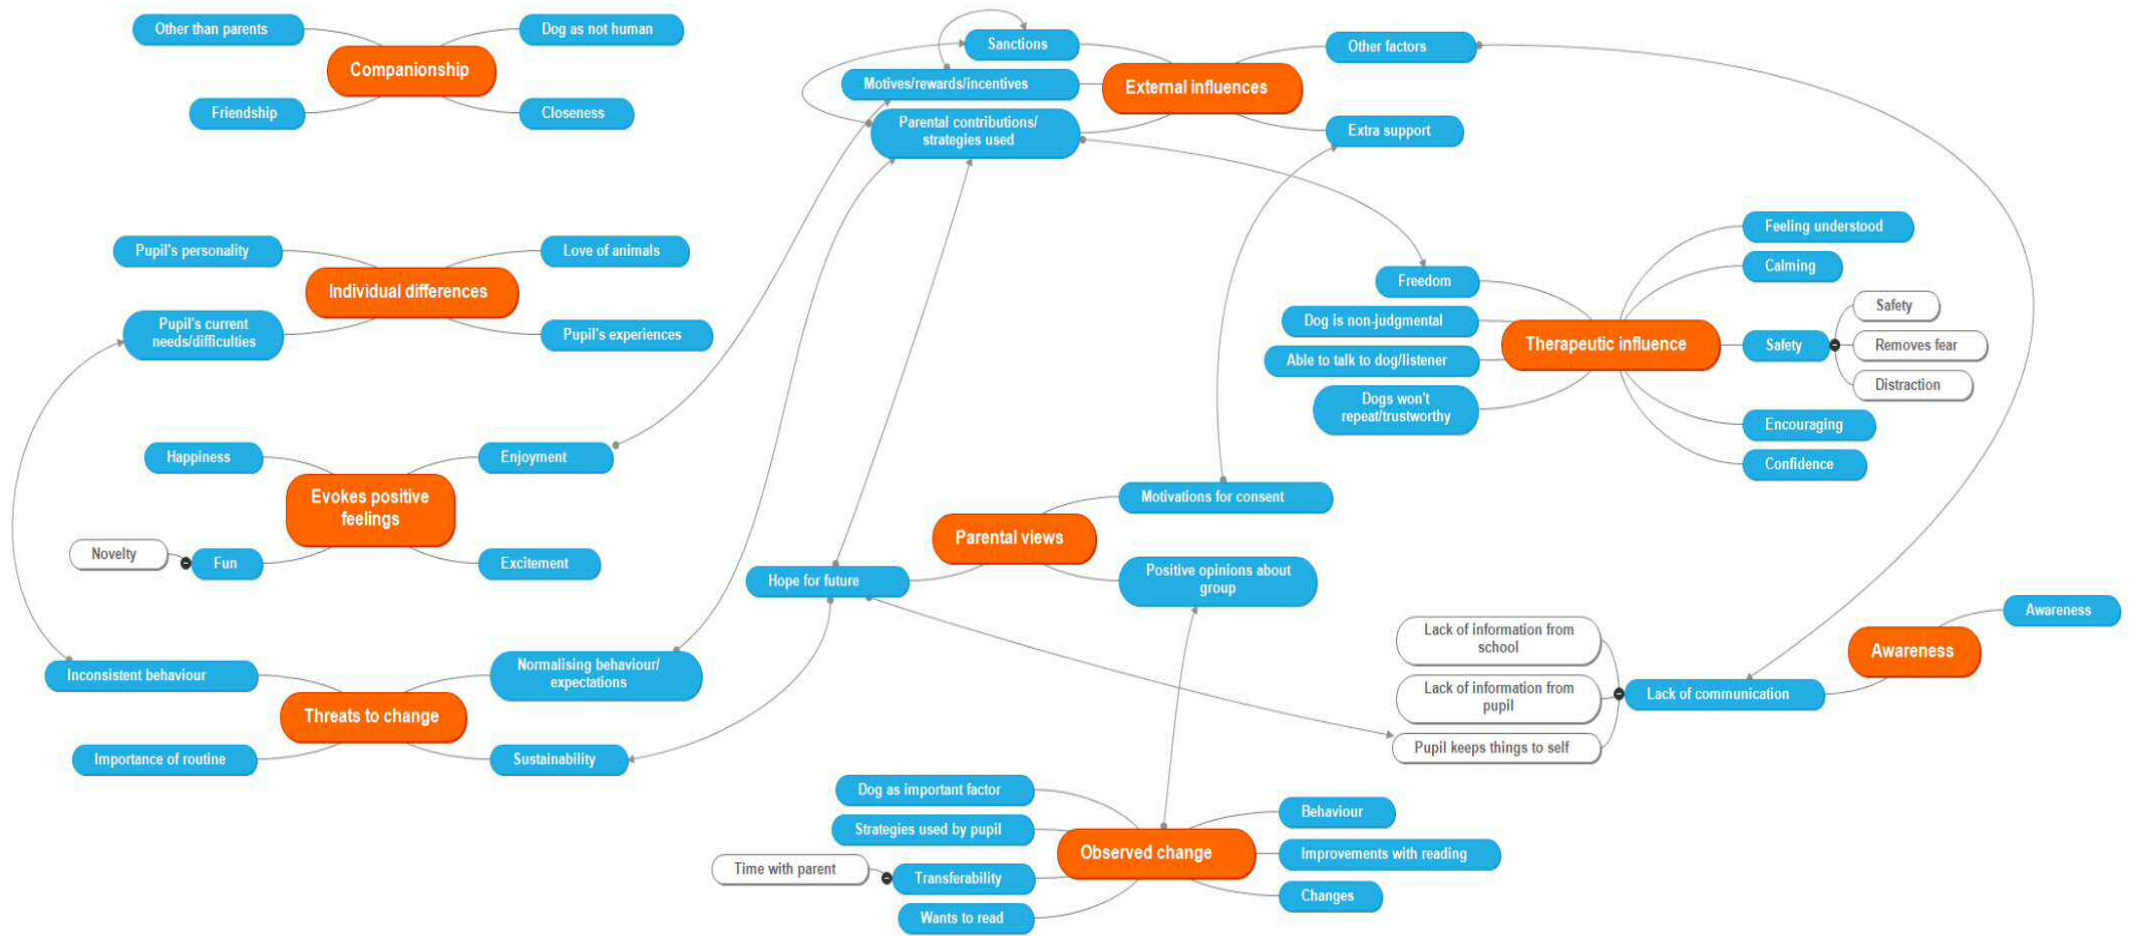 Other than parents
Dog as not human
Companionship
Friendship
Closeness
Sanctions
Other factors
Motives/rewards/incentives
External influences
Parental contributions/
strategies used
Extra support
Pupil's personality
Love of animals
Individual differences
Pupil's current
needs/difficulties
Pupil's experiences
Feeling understood
Calming
Freedom
Safety
Dog is non-judgmental
Therapeutic influence
Safety
Removes fear
Able to talk to dog/listener
Distraction
Dogs won't
repeat/trustworthy
Encouraging
Confidence
Happiness
Enjoyment
Evokes positive
feelings
Novelty
Fun
Excitement
Motivations for consent
Parental views
Hope for future
Positive opinions about
group
Inconsistent behaviour
Normalising behaviour/
expectations
Threats to change
Importance of routine
Sustainability
Awareness
Lack of information from
school
Awareness
Lack of information from
pupil
Lack of communication
Pupil keeps things to self
Dog as important factor
Behaviour
Strategies used by pupil
Observed change
Improvements with reading
Time with parent
Transferability
Changes
Wants to read